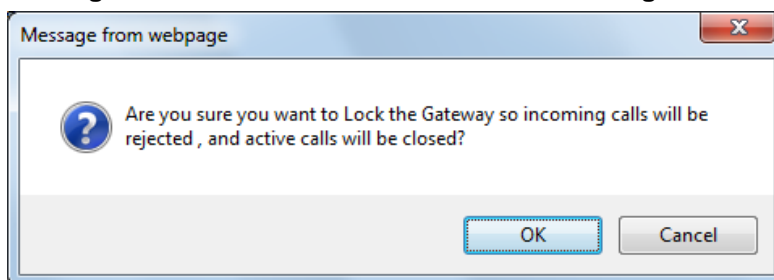 Message from webpage
x
Are you sure you want to Lock the Gateway so incoming calls will be
rejected , and active calls will be closed?
OK
Cancel